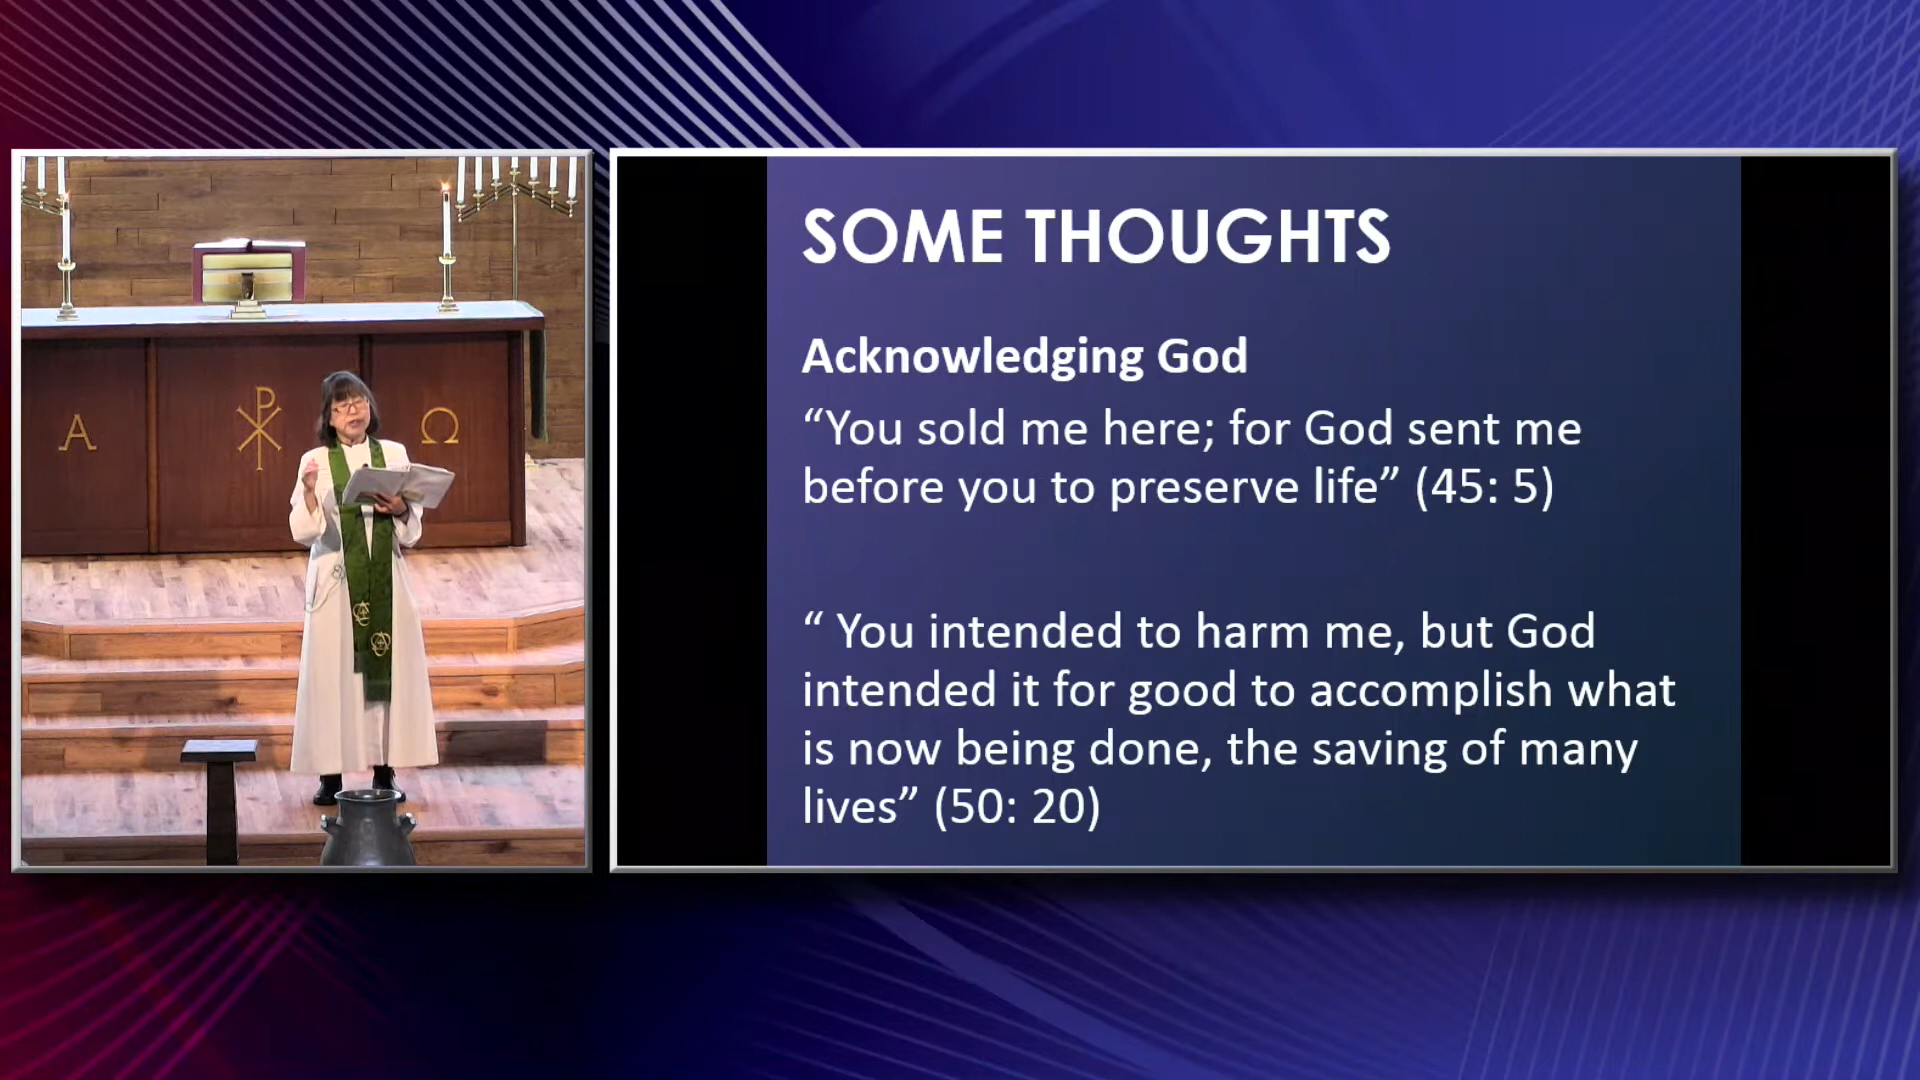 A
Ω
SOME THOUGHTS
Acknowledging God
“You sold me here; for God sent me
before you to preserve life” (45: 5)
“ You intended to harm me, but God
intended it for good to accomplish what
is now being done, the saving of many
lives” (50: 20)